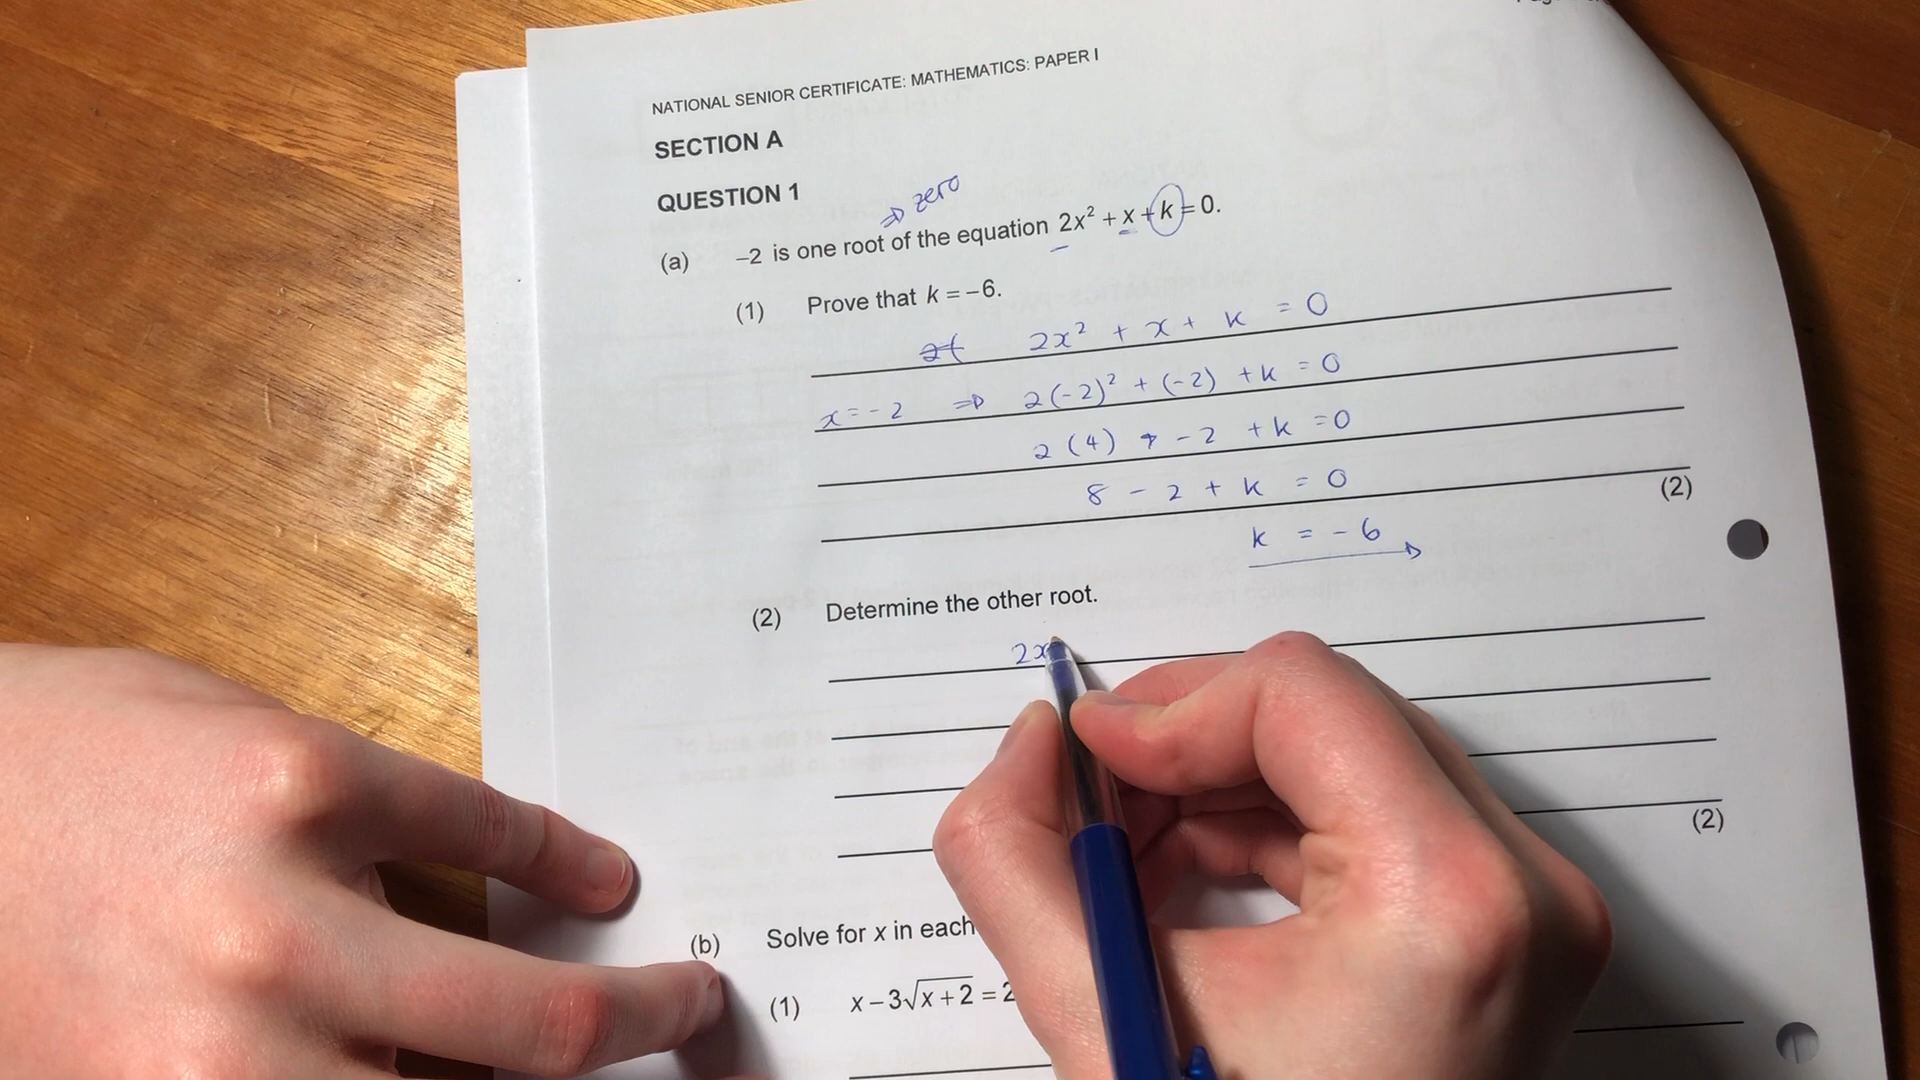 NATIONAL SENIOR CERTIFICATE: MATHEMATICS: PAPER I
SECTION A
QUESTION 1
⇒ zero
(a) –2 is one root of the equation 2x² + x + k = 0.
(1) Prove that k = –6.
2x² + x + k = 0
x = -2 ⇒ 2(-2)² + (-2) + k = 0
2(4) + -2 + k = 0
8 - 2 + k = 0
(2)
k = -6
(2) Determine the other root.
2x
(2)
(b) Solve for x in each
(1) x – 3√(x + 2) = 2